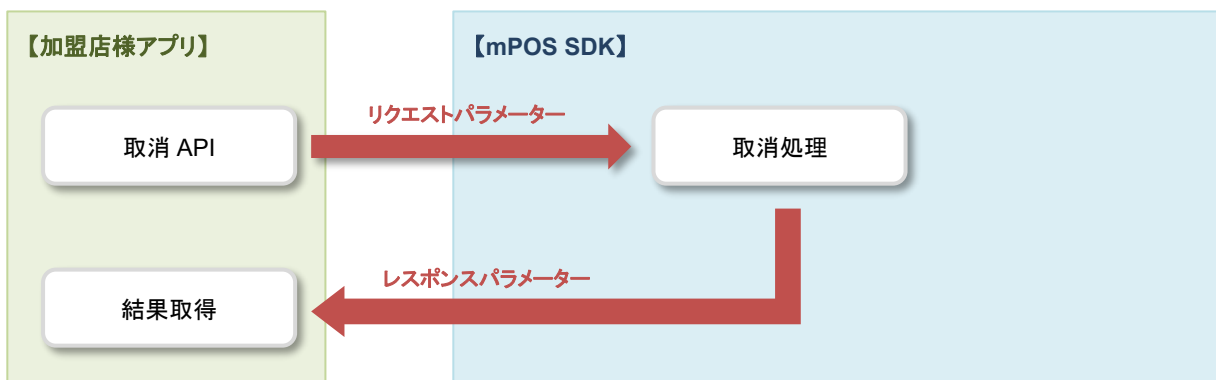 【加盟店様アプリ】
【mPOS SDK】
リクエストパラメーター
取消 API
取消処理
レスポンスパラメーター
結果取得